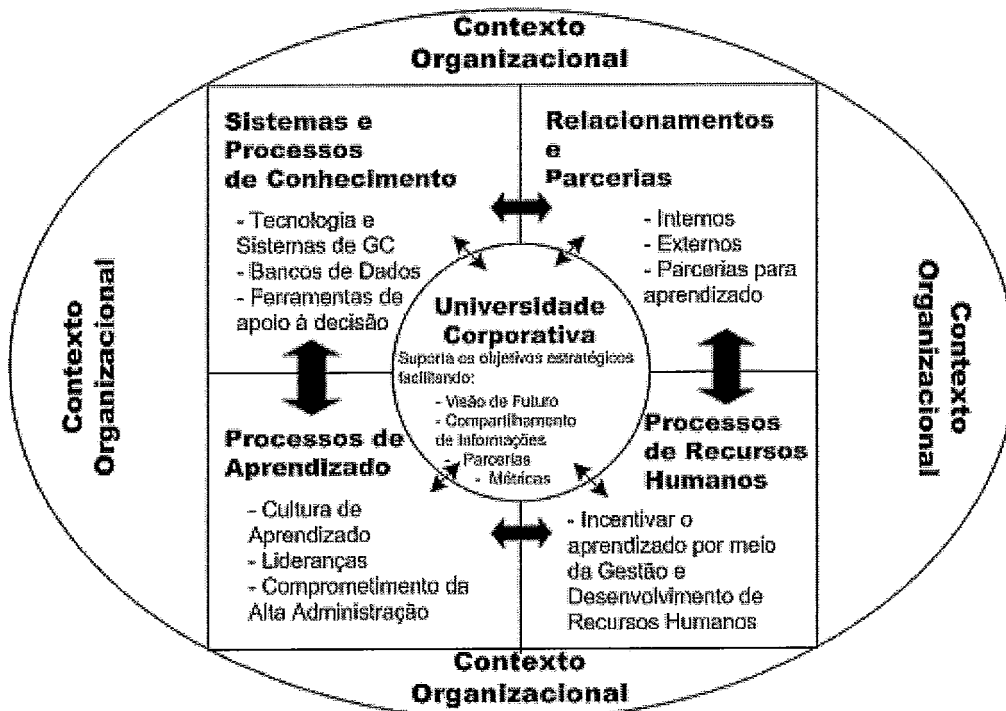 Contexto
Organizacional
Contexto
Organizacional
Sistemas e
Processos
de Conhecimento
- Tecnologia e
Sistemas de GC
- Bancos de Dados
- Ferramentas de
apoio à decisão
Relacionamentos
e
Parcerias
- Internos
- Externos
- Parcerias para
aprendizado
Universidade
Corporativa
Suporta os objetivos estratégicos
facilitando:
- Visão de Futuro
- Compartilhamento
de Informações
- Parcerias
- Métricas
Processos de
Aprendizado
- Cultura de
Aprendizado
- Lideranças
- Comprometimento da
Alta Administração
Processos
de Recursos
Humanos
- Incentivar o
aprendizado por meio
da Gestão e
Desenvolvimento de
Recursos Humanos
Contexto
Organizacional
Contexto
Organizacional